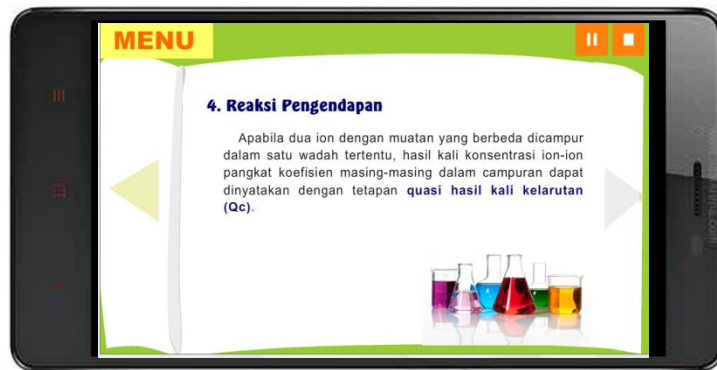 MENU
4. Reaksi Pengendapan
Apabila dua ion dengan muatan yang berbeda dicampur
dalam satu wadah tertentu, hasil kali konsentrasi ion-ion
pangkat koefisien masing-masing dalam campuran dapat
dinyatakan dengan tetapan quasi hasil kali kelarutan
(Qc).